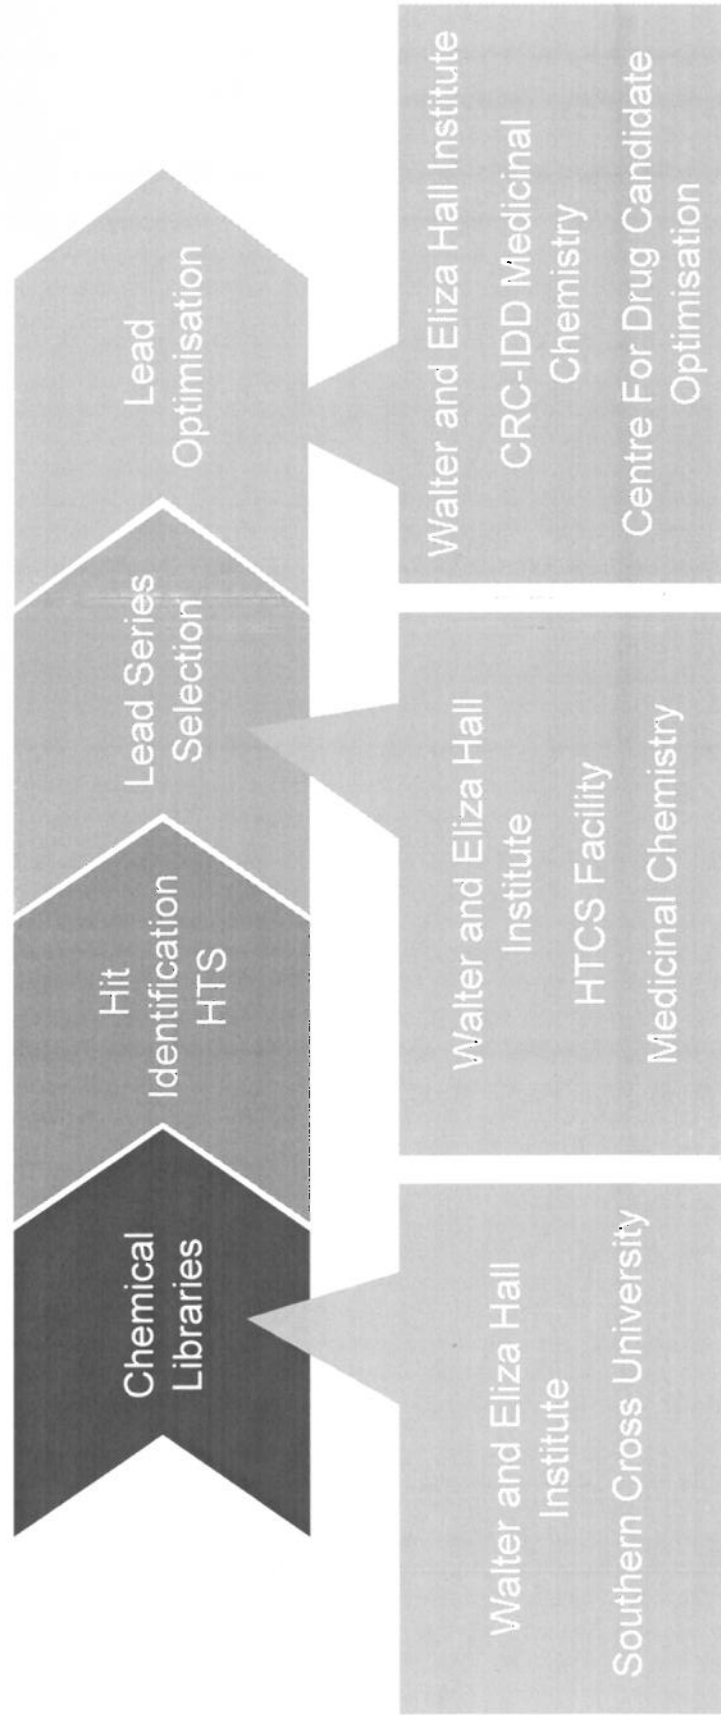 Chemical
Libraries
Hit
Identification
HTS
Lead Series
Selection
Lead
Optimisation
Walter and Eliza Hall
Institute
Southern Cross University
Walter and Eliza Hall
Institute
HTCS Facility
Medicinal Chemistry
Walter and Eliza Hall Institute
CRC-IDD Medicinal
Chemistry
Centre For Drug Candidate
Optimisation